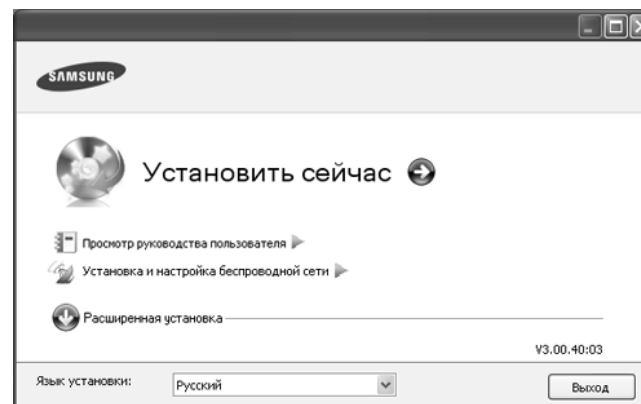 SAMSUNG
Установить сейчас
Просмотр руководства пользователя
Установка и настройка беспроводной сети
Расширенная установка
V3.00.40:03
Язык установки: Русский Выход